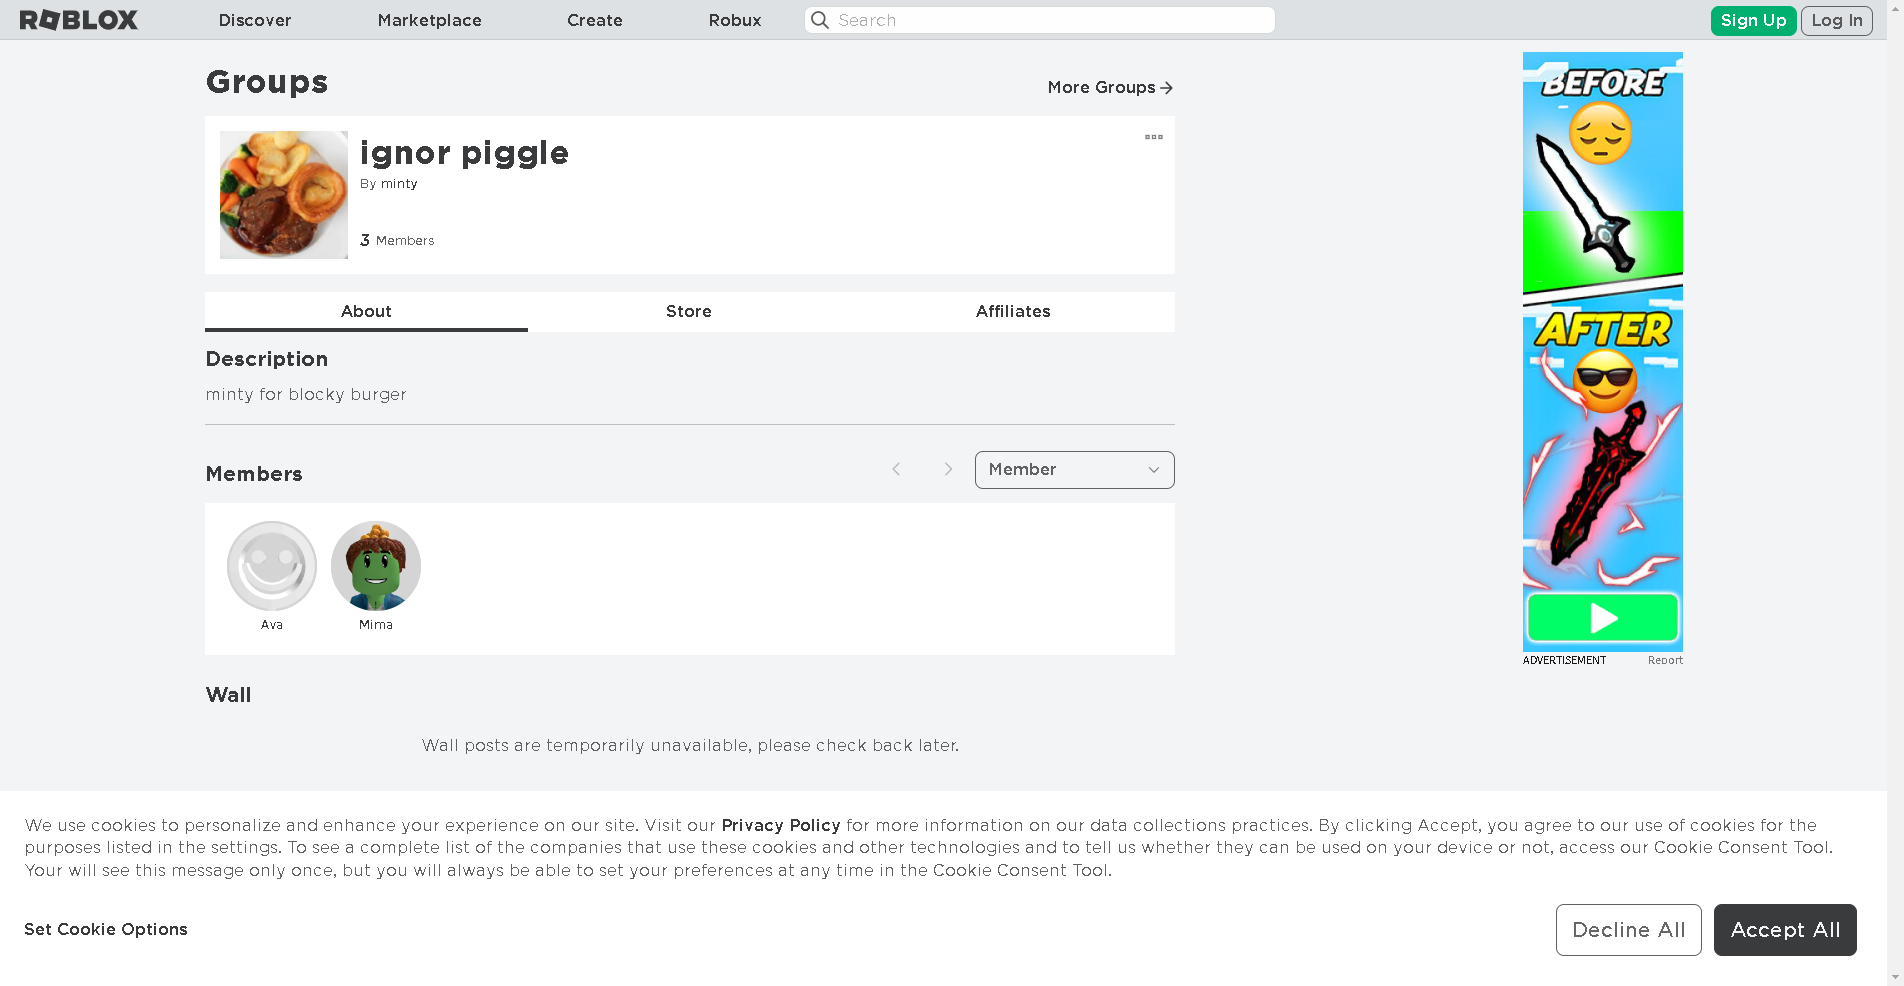 ROBLOX
Discover
Marketplace
Create
Robux
Search
Sign Up
Log In
Groups
More Groups
ignor piggle
By minty
3 Members
About
Store
Affiliates
Description
minty for blocky burger
Members
Member
Ava
Mima
Wall
Wall posts are temporarily unavailable, please check back later.
BEFORE
AFTER
ADVERTISEMENT
Report
We use cookies to personalize and enhance your experience on our site. Visit our Privacy Policy for more information on our data collections practices. By clicking Accept, you agree to our use of cookies for the
purposes listed in the settings. To see a complete list of the companies that use these cookies and other technologies and to tell us whether they can be used on your device or not, access our Cookie Consent Tool.
Your will see this message only once, but you will always be able to set your preferences at any time in the Cookie Consent Tool.
Set Cookie Options
Decline All
Accept All